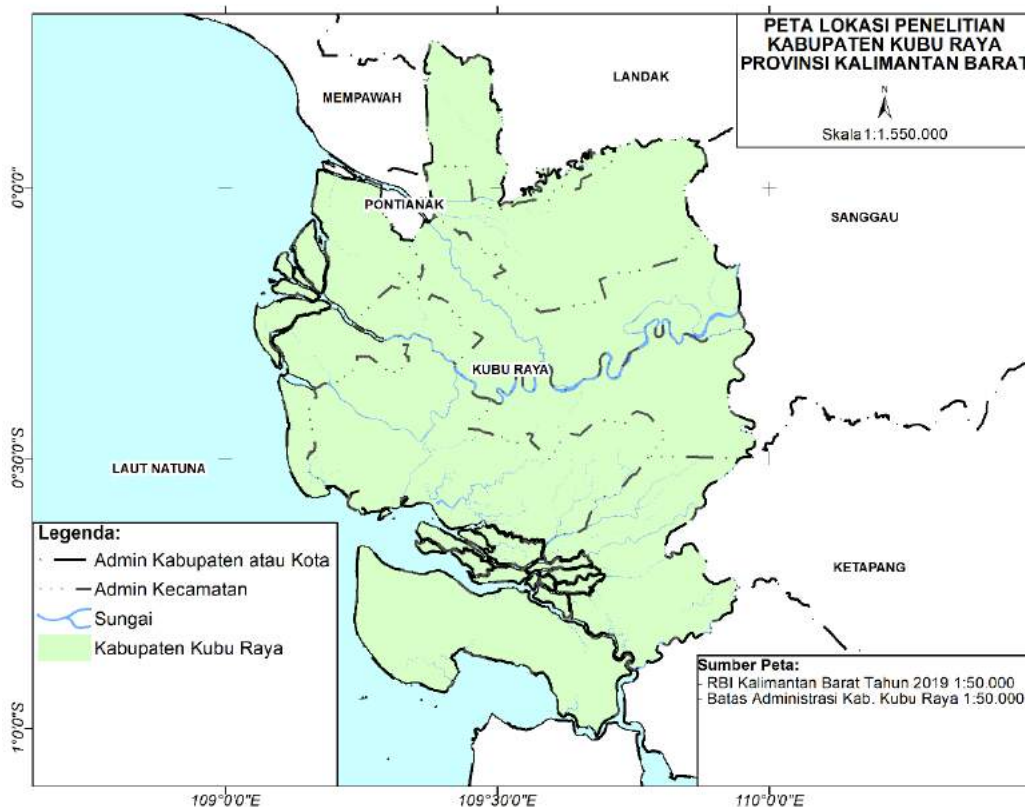 PETA LOKASI PENELITIAN
KABUPATEN KUBU RAYA
PROVINSI KALIMANTAN BARAT
N
Skala 1:1.550.000
LANDAK
MEMPAWAH
PONTIANAK
SANGGAU
KUBU RAYA
LAUT NATUNA
KETAPANG
0°0'0"
0°30'0"S
1°0'0"S
Legenda:
Admin Kabupaten atau Kota
Admin Kecamatan
Sungai
Kabupaten Kubu Raya
Sumber Peta:
- RBI Kalimantan Barat Tahun 2019 1:50.000
- Batas Administrasi Kab. Kubu Raya 1:50.000
109°0'0"E
109°30'0"E
110°0'0"E